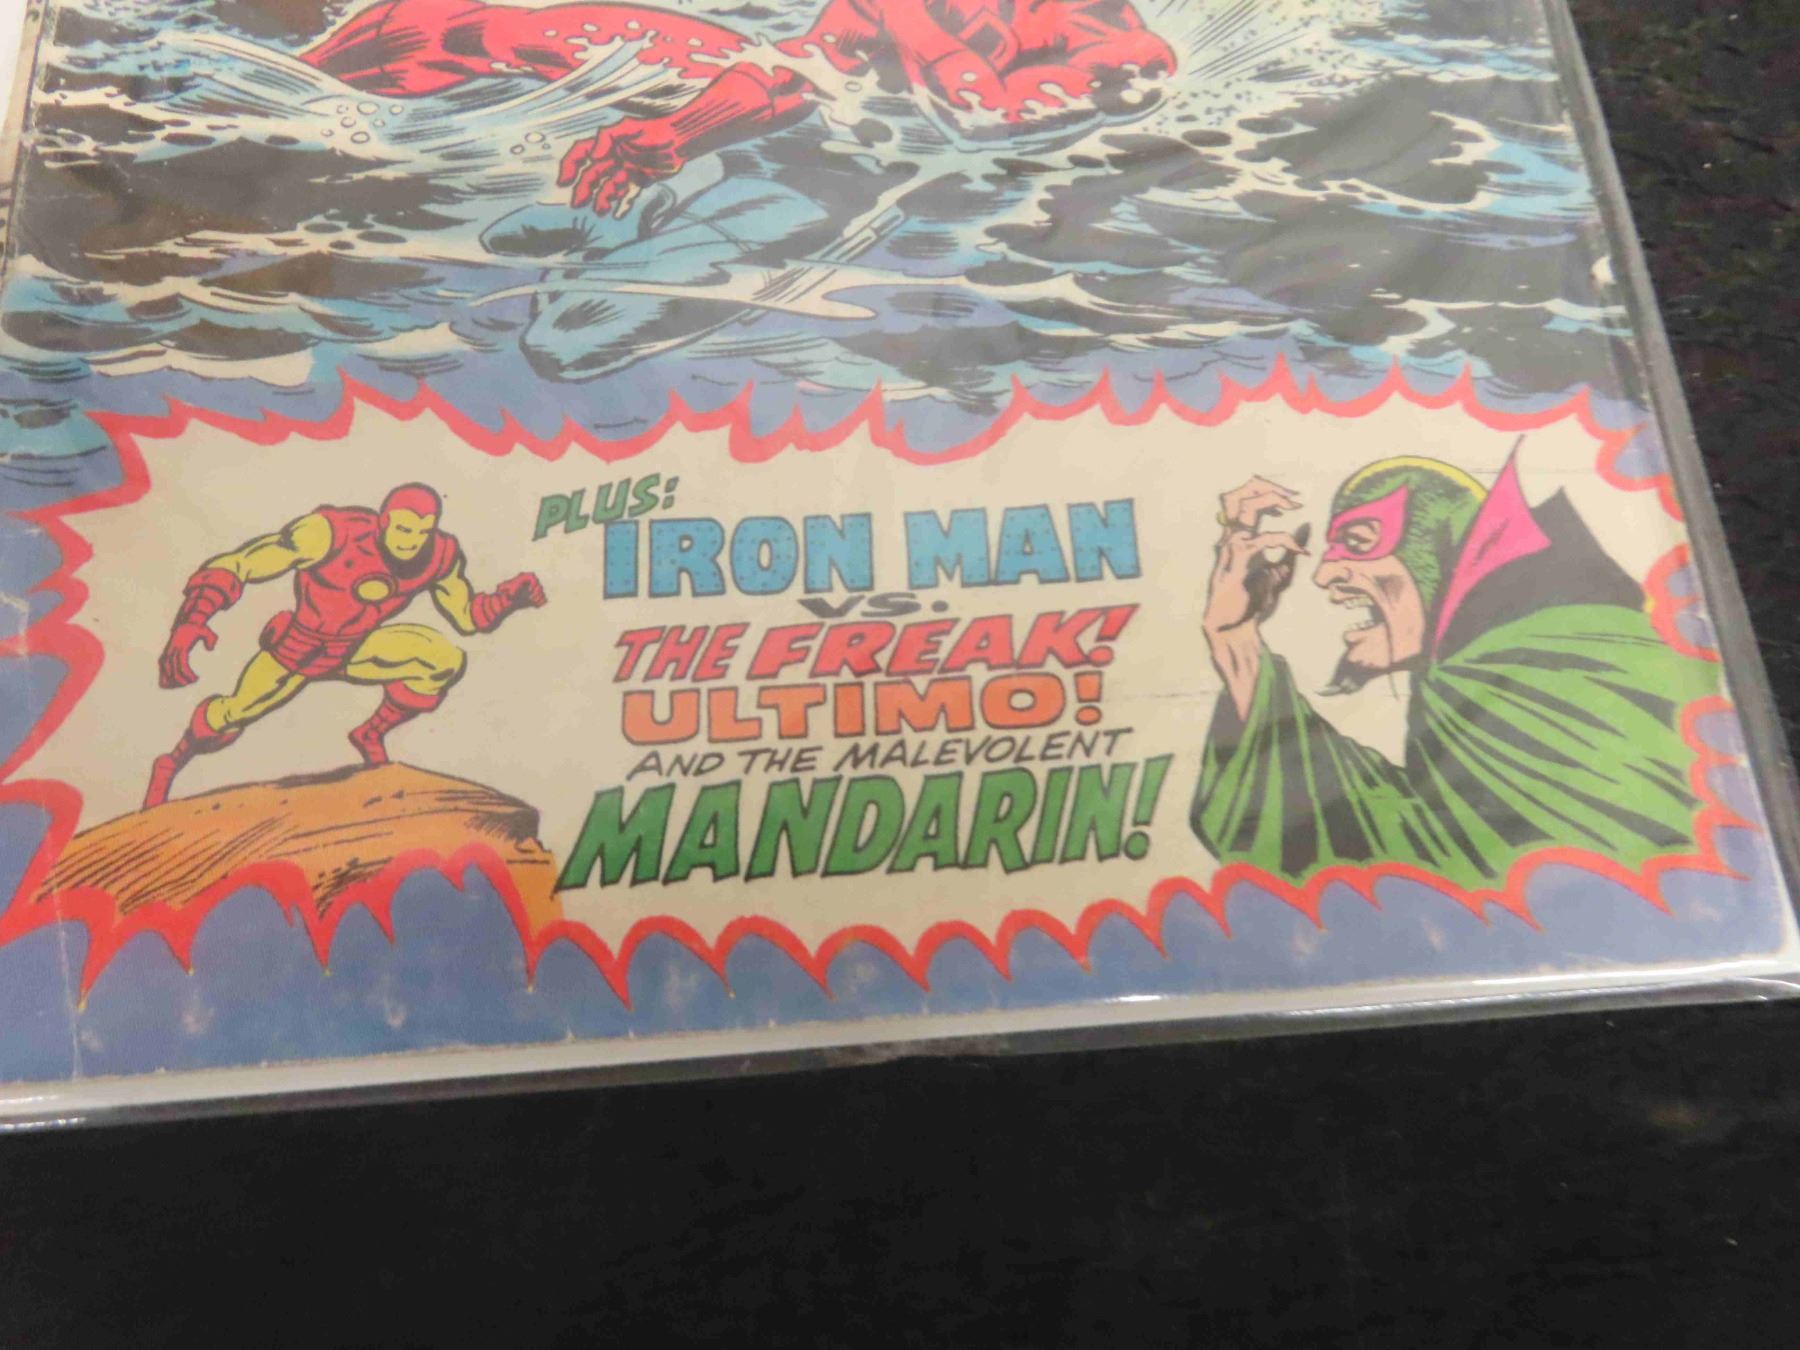 PLUS:
IRON MAN
VS.
THE FREAK!
ULTIMO!
AND THE MALEVOLENT
MANDARIN!